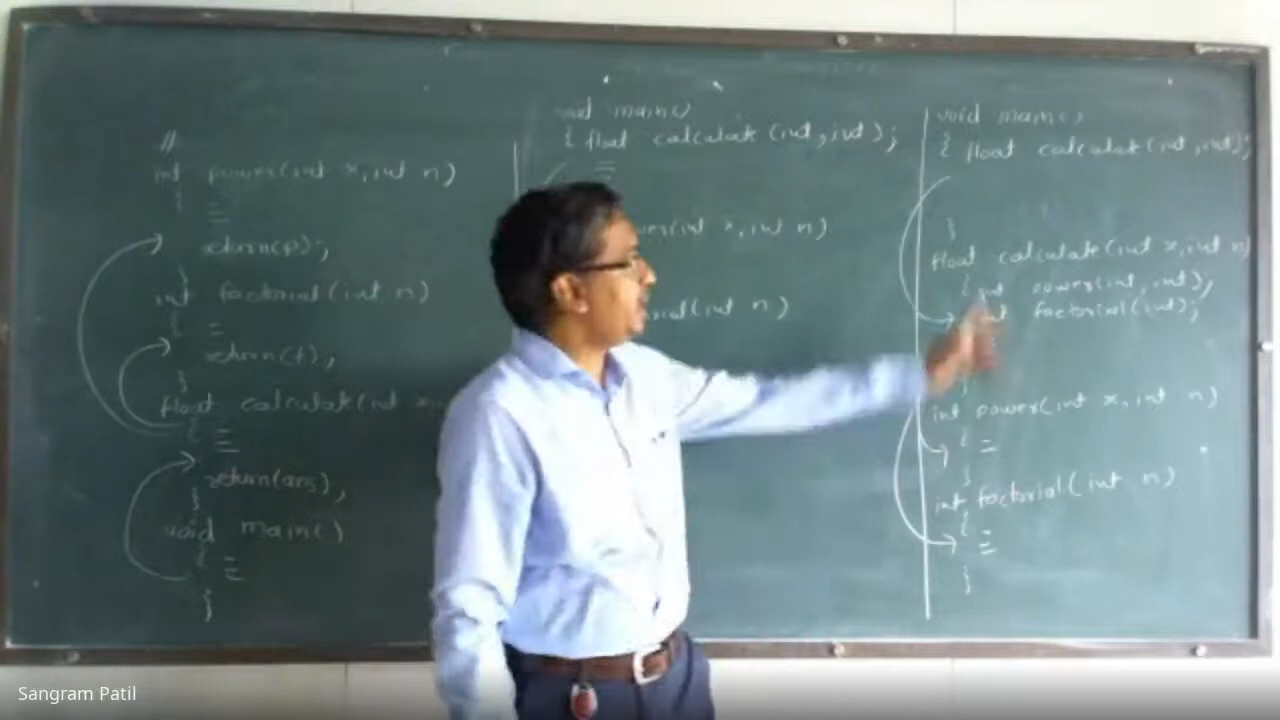 //
int power(int x, int n)
{
return(p);
}
int factorial(int n)
{
return(f);
}
float calculate(int x,
{
return(ans);
}
void main()
{
}
void main()
{ float calculate (int, int);
wer(int x, int n)
rial(int n)
void main()
{ float calculate (int, int);
}
float calculate(int x, int n)
{ int power(int, int);
int factorial(int);
}
int power(int x, int n)
{
}
int factorial(int n)
{
}
Sangram Patil